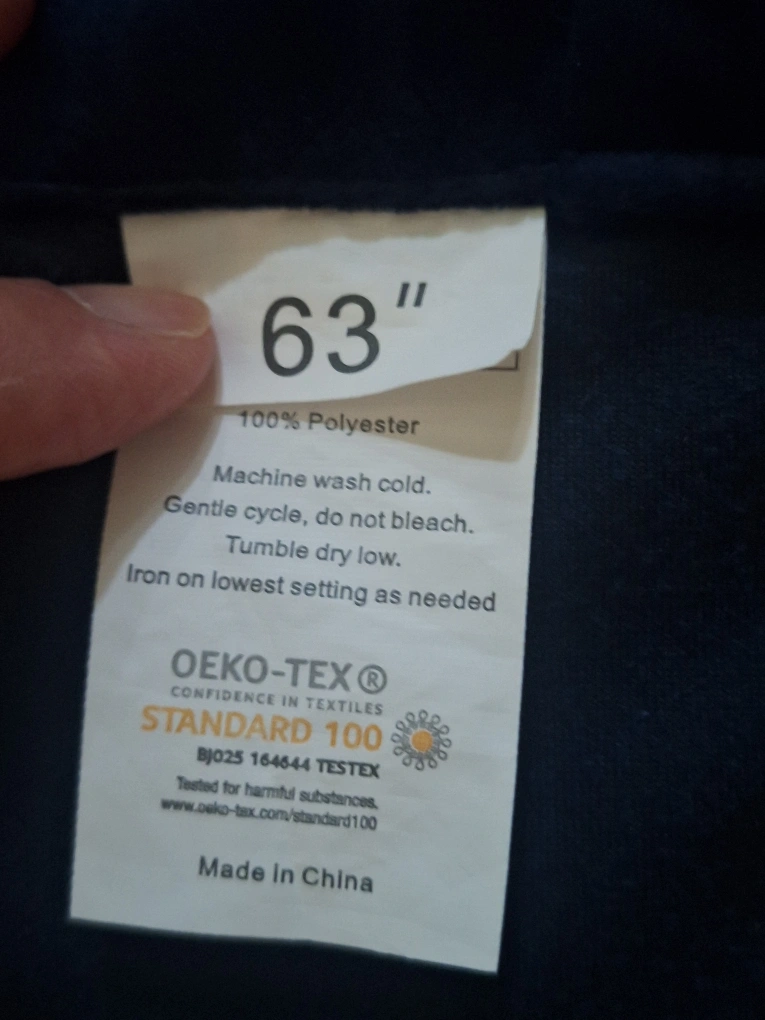 63"
100% Polyester
Machine wash cold.
Gentle cycle, do not bleach.
Tumble dry low.
Iron on lowest setting as needed
OEKO-TEX®
CONFIDENCE IN TEXTILES
STANDARD 100
BJ025 164644 TESTEX
Tested for harmful substances.
www.oeko-tex.com/standard100
Made in China